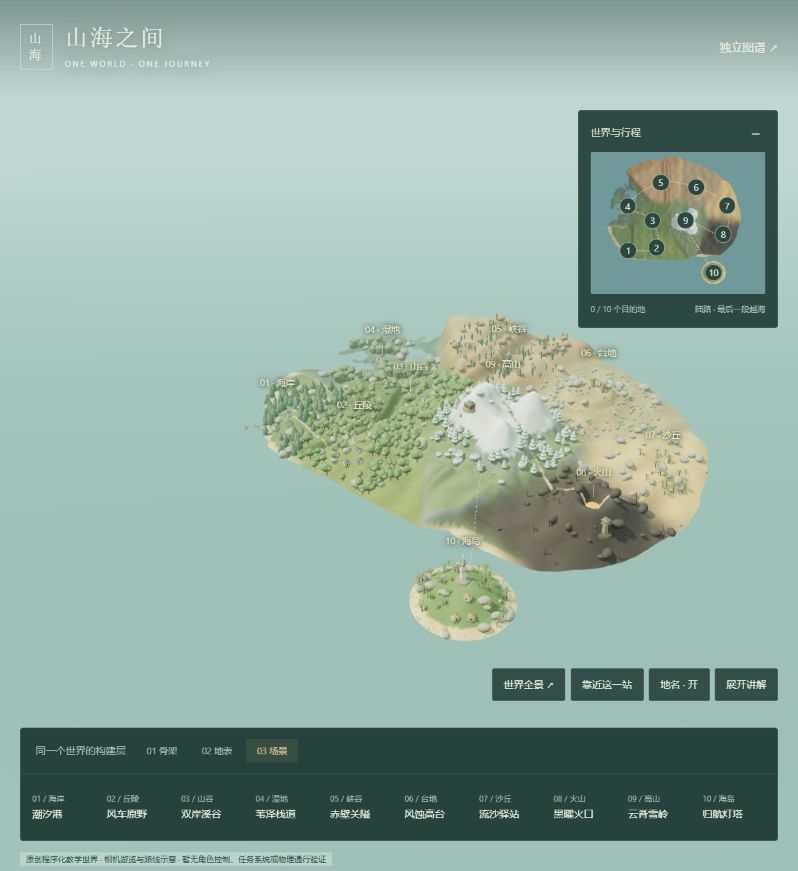 山海
山海之间
ONE WORLD · ONE JOURNEY
独立图谱 ↗
世界与行程 —
5
6
4
7
3
9
8
1
2
10
0 / 10 个目的地
陆路 · 最后一段越海
04 · 湿地
05 · 峡谷
06 · 台地
03 · 山谷
09 · 高山
01 · 海岸
02 · 丘陵
07 · 沙丘
08 · 火山
10 · 海岛
世界全景 ↗
靠近这一站
地名 · 开
展开讲解
同一个世界的构建层 01 骨架 02 地表 03 场景
01 / 海岸
潮汐港
02 / 丘陵
风车原野
03 / 山谷
双岸溪谷
04 / 湿地
苇泽栈道
05 / 峡谷
赤壁关隘
06 / 台地
风蚀高台
07 / 沙丘
流沙驿站
08 / 火山
黑曜火口
09 / 高山
云脊雪岭
10 / 海岛
归航灯塔
原创程序化数学世界 · 相机游览与路线示意 · 暂无角色控制、任务系统或物理通行验证